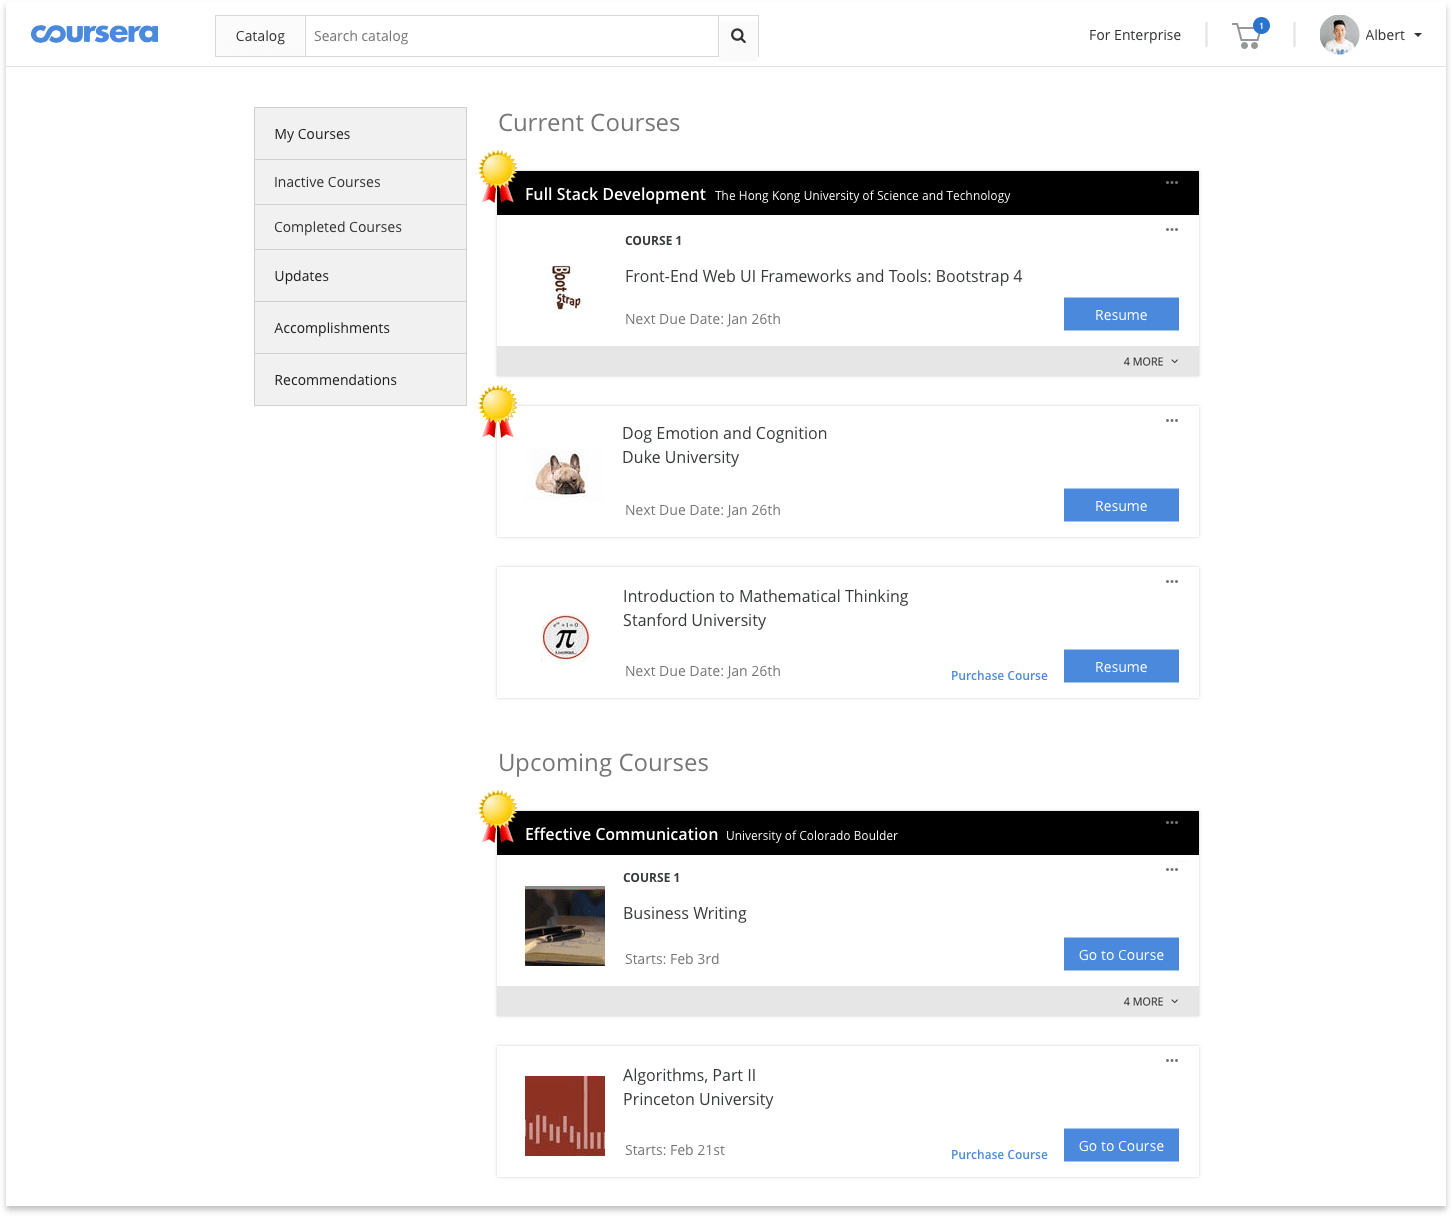 coursera
Catalog
Search catalog
For Enterprise
1
Albert
My Courses
Inactive Courses
Completed Courses
Updates
Accomplishments
Recommendations
Current Courses
Full Stack Development The Hong Kong University of Science and Technology
COURSE 1
Boot
Strap
Front-End Web UI Frameworks and Tools: Bootstrap 4
Next Due Date: Jan 26th
Resume
4 MORE
Dog Emotion and Cognition
Duke University
Next Due Date: Jan 26th
Resume
Introduction to Mathematical Thinking
Stanford University
π
Next Due Date: Jan 26th
Purchase Course
Resume
Upcoming Courses
Effective Communication University of Colorado Boulder
COURSE 1
Business Writing
Starts: Feb 3rd
Go to Course
4 MORE
Algorithms, Part II
Princeton University
Starts: Feb 21st
Purchase Course
Go to Course